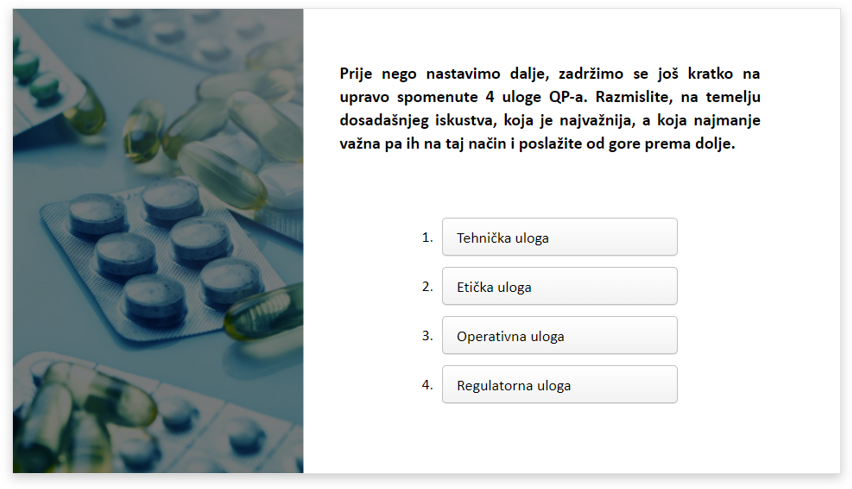 Prije nego nastavimo dalje, zadržimo se još kratko na
upravo spomenute 4 uloge QP-a. Razmislite, na temelju
dosadašnjeg iskustva, koja je najvažnija, a koja najmanje
važna pa ih na taj način i poslažite od gore prema dolje.
1. Tehnička uloga
2. Etička uloga
3. Operativna uloga
4. Regulatorna uloga